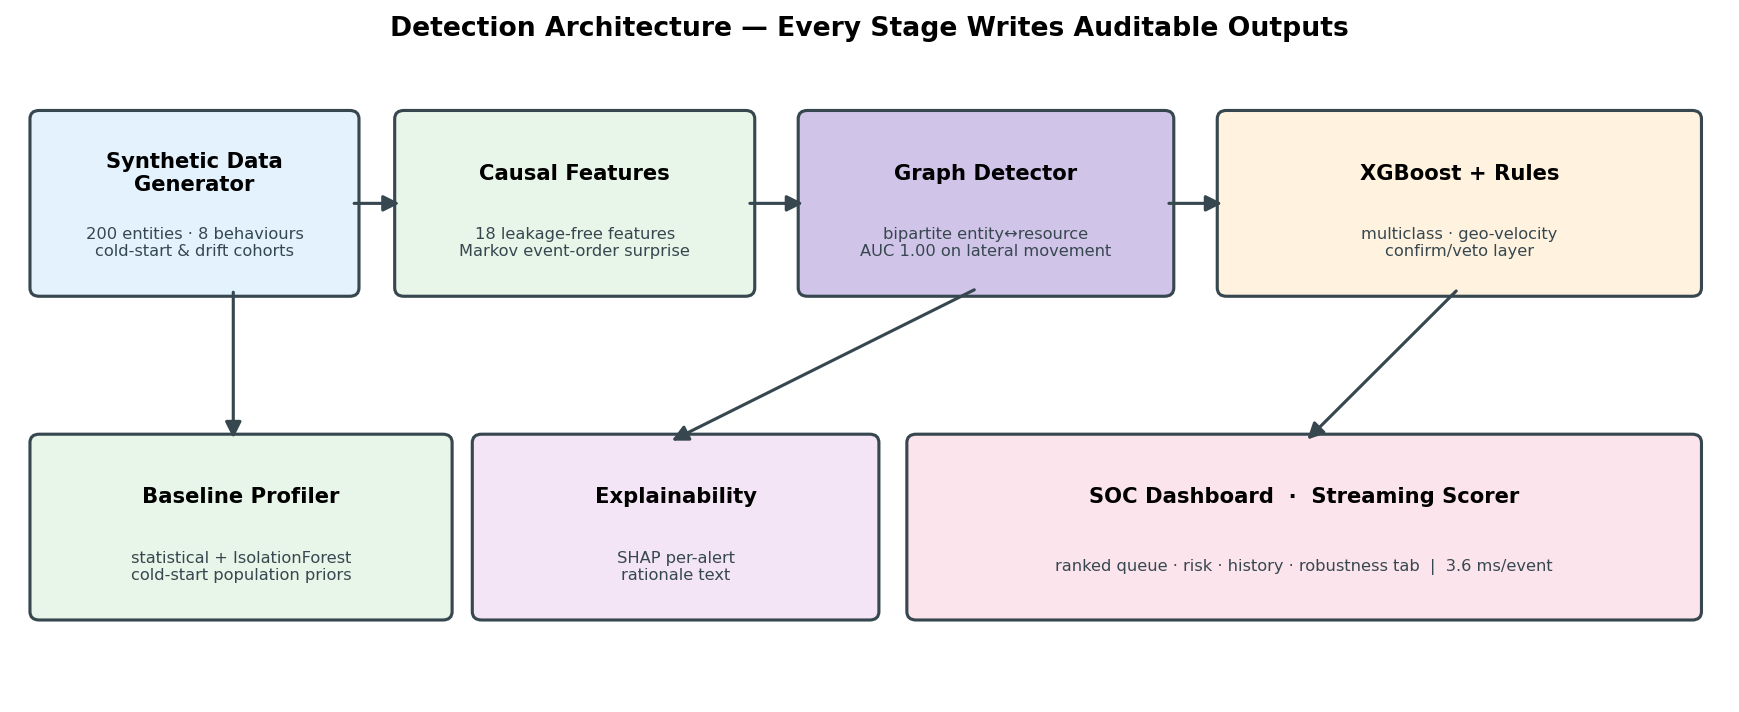 Detection Architecture — Every Stage Writes Auditable Outputs
Synthetic Data
Generator
200 entities · 8 behaviours
cold-start & drift cohorts
Causal Features
18 leakage-free features
Markov event-order surprise
Graph Detector
bipartite entity↔resource
AUC 1.00 on lateral movement
XGBoost + Rules
multiclass · geo-velocity
confirm/veto layer
Baseline Profiler
statistical + IsolationForest
cold-start population priors
Explainability
SHAP per-alert
rationale text
SOC Dashboard · Streaming Scorer
ranked queue · risk · history · robustness tab | 3.6 ms/event